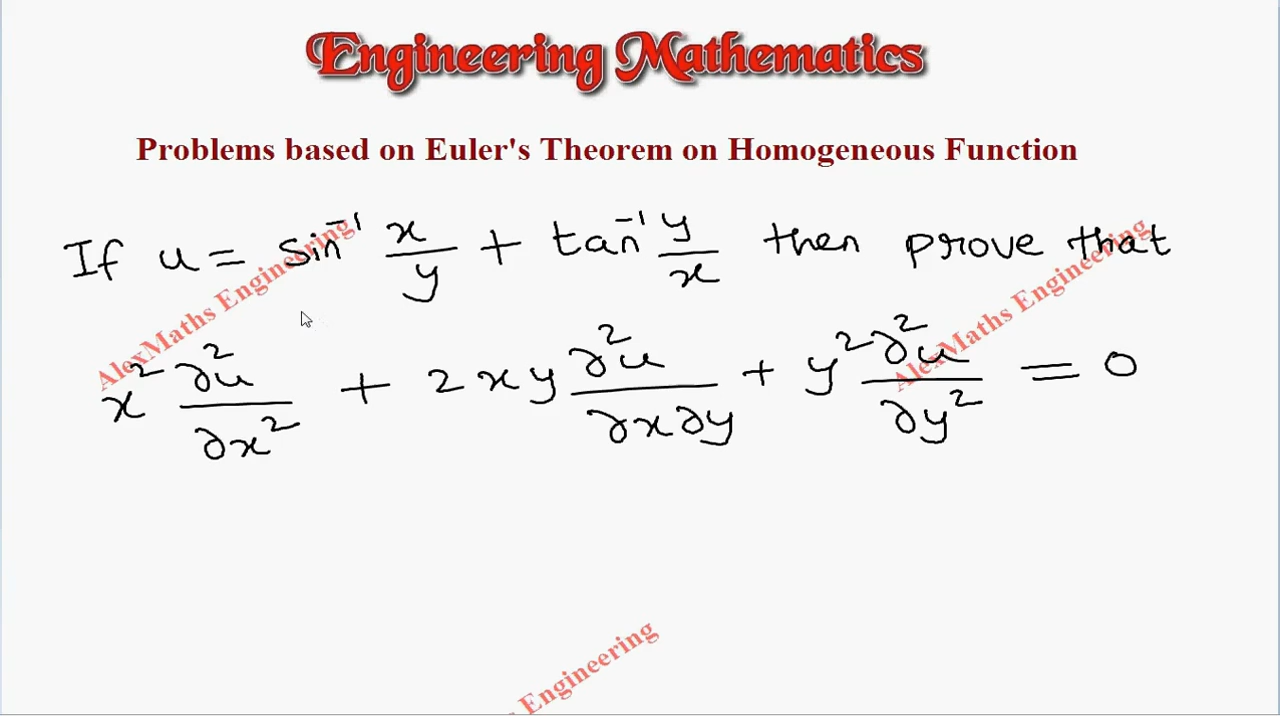 Engineering Mathematics
Problems based on Euler's Theorem on Homogeneous Function
If u = sin⁻¹ x/y + tan⁻¹ y/x then prove that
x² ∂²u/∂x² + 2xy ∂²u/∂x∂y + y² ∂²u/∂y² = 0
AlexMaths Engineering
AlexMaths Engineering
Engineering